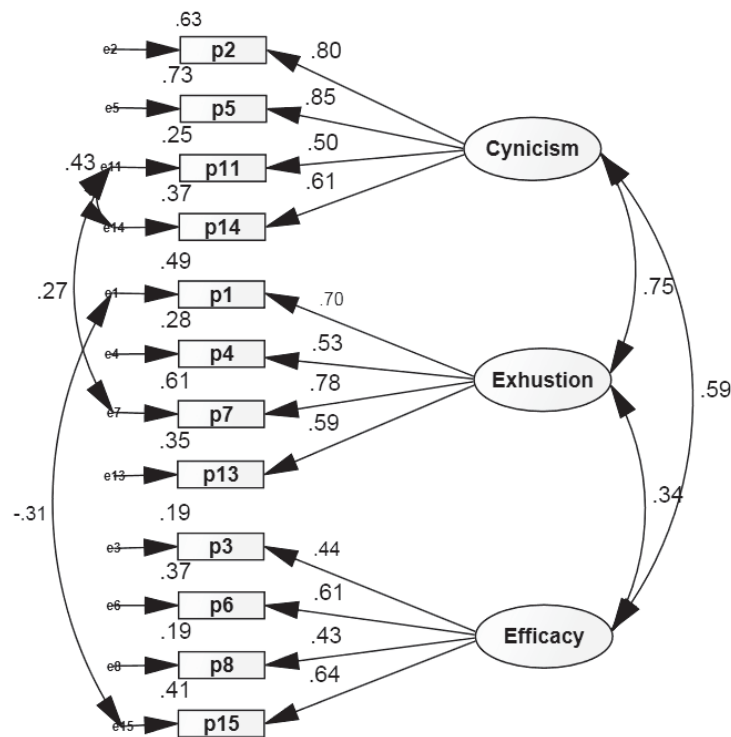 .63
e2 p2 .80
.73
e5 p5 .85
Cynicism
.25
.43 e11 p11 .50
.37
e14 p14 .61
.49
.27 e1 p1 .70 .75
.28
e4 p4 .53
Exhustion
.61
e7 p7 .78
.59
.35
e13 p13 .59
-.31 .34
.19
e3 p3 .44
.37
e6 p6 .61
Efficacy
.19
e8 p8 .43
.41
e15 p15 .64